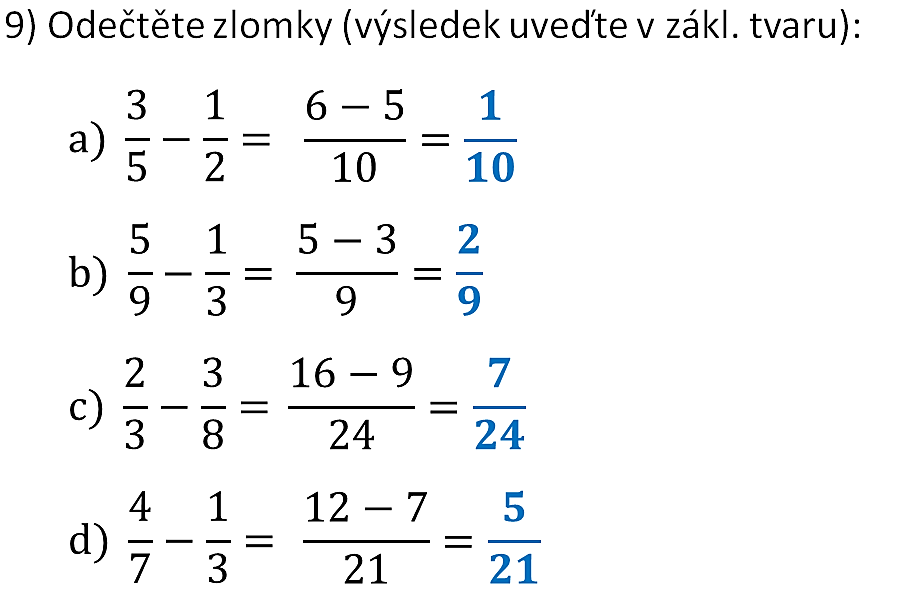 9) Odečtěte zlomky (výsledek uveďte v zákl. tvaru):
a) 3/5 − 1/2 = (6 − 5)/10 = 1/10
b) 5/9 − 1/3 = (5 − 3)/9 = 2/9
c) 2/3 − 3/8 = (16 − 9)/24 = 7/24
d) 4/7 − 1/3 = (12 − 7)/21 = 5/21